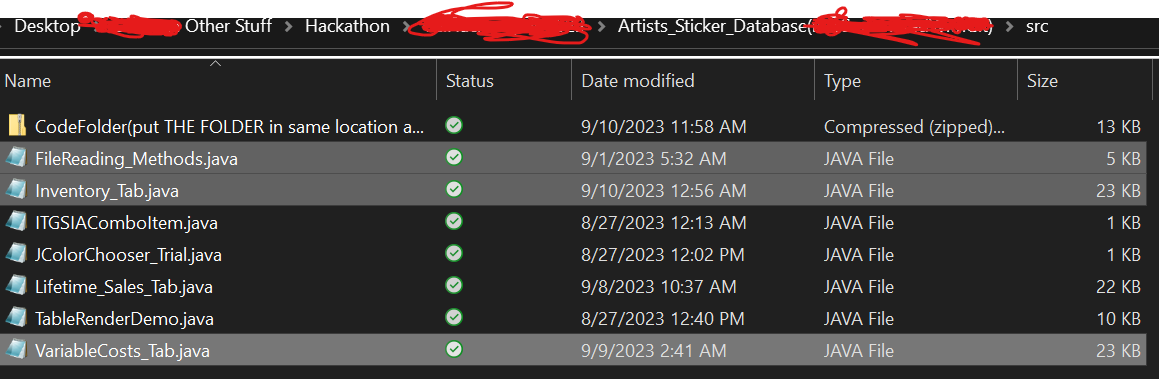 Desktop Other Stuff Hackathon Artists_Sticker_Database( ) src
Name Status Date modified Type Size
CodeFolder(put THE FOLDER in same location a... 9/10/2023 11:58 AM Compressed (zipped)... 13 KB
FileReading_Methods.java 9/1/2023 5:32 AM JAVA File 5 KB
Inventory_Tab.java 9/10/2023 12:56 AM JAVA File 23 KB
ITGSIAComboItem.java 8/27/2023 12:13 AM JAVA File 1 KB
JColorChooser_Trial.java 8/27/2023 12:02 PM JAVA File 1 KB
Lifetime_Sales_Tab.java 9/8/2023 10:37 AM JAVA File 22 KB
TableRenderDemo.java 8/27/2023 12:40 PM JAVA File 10 KB
VariableCosts_Tab.java 9/9/2023 2:41 AM JAVA File 23 KB